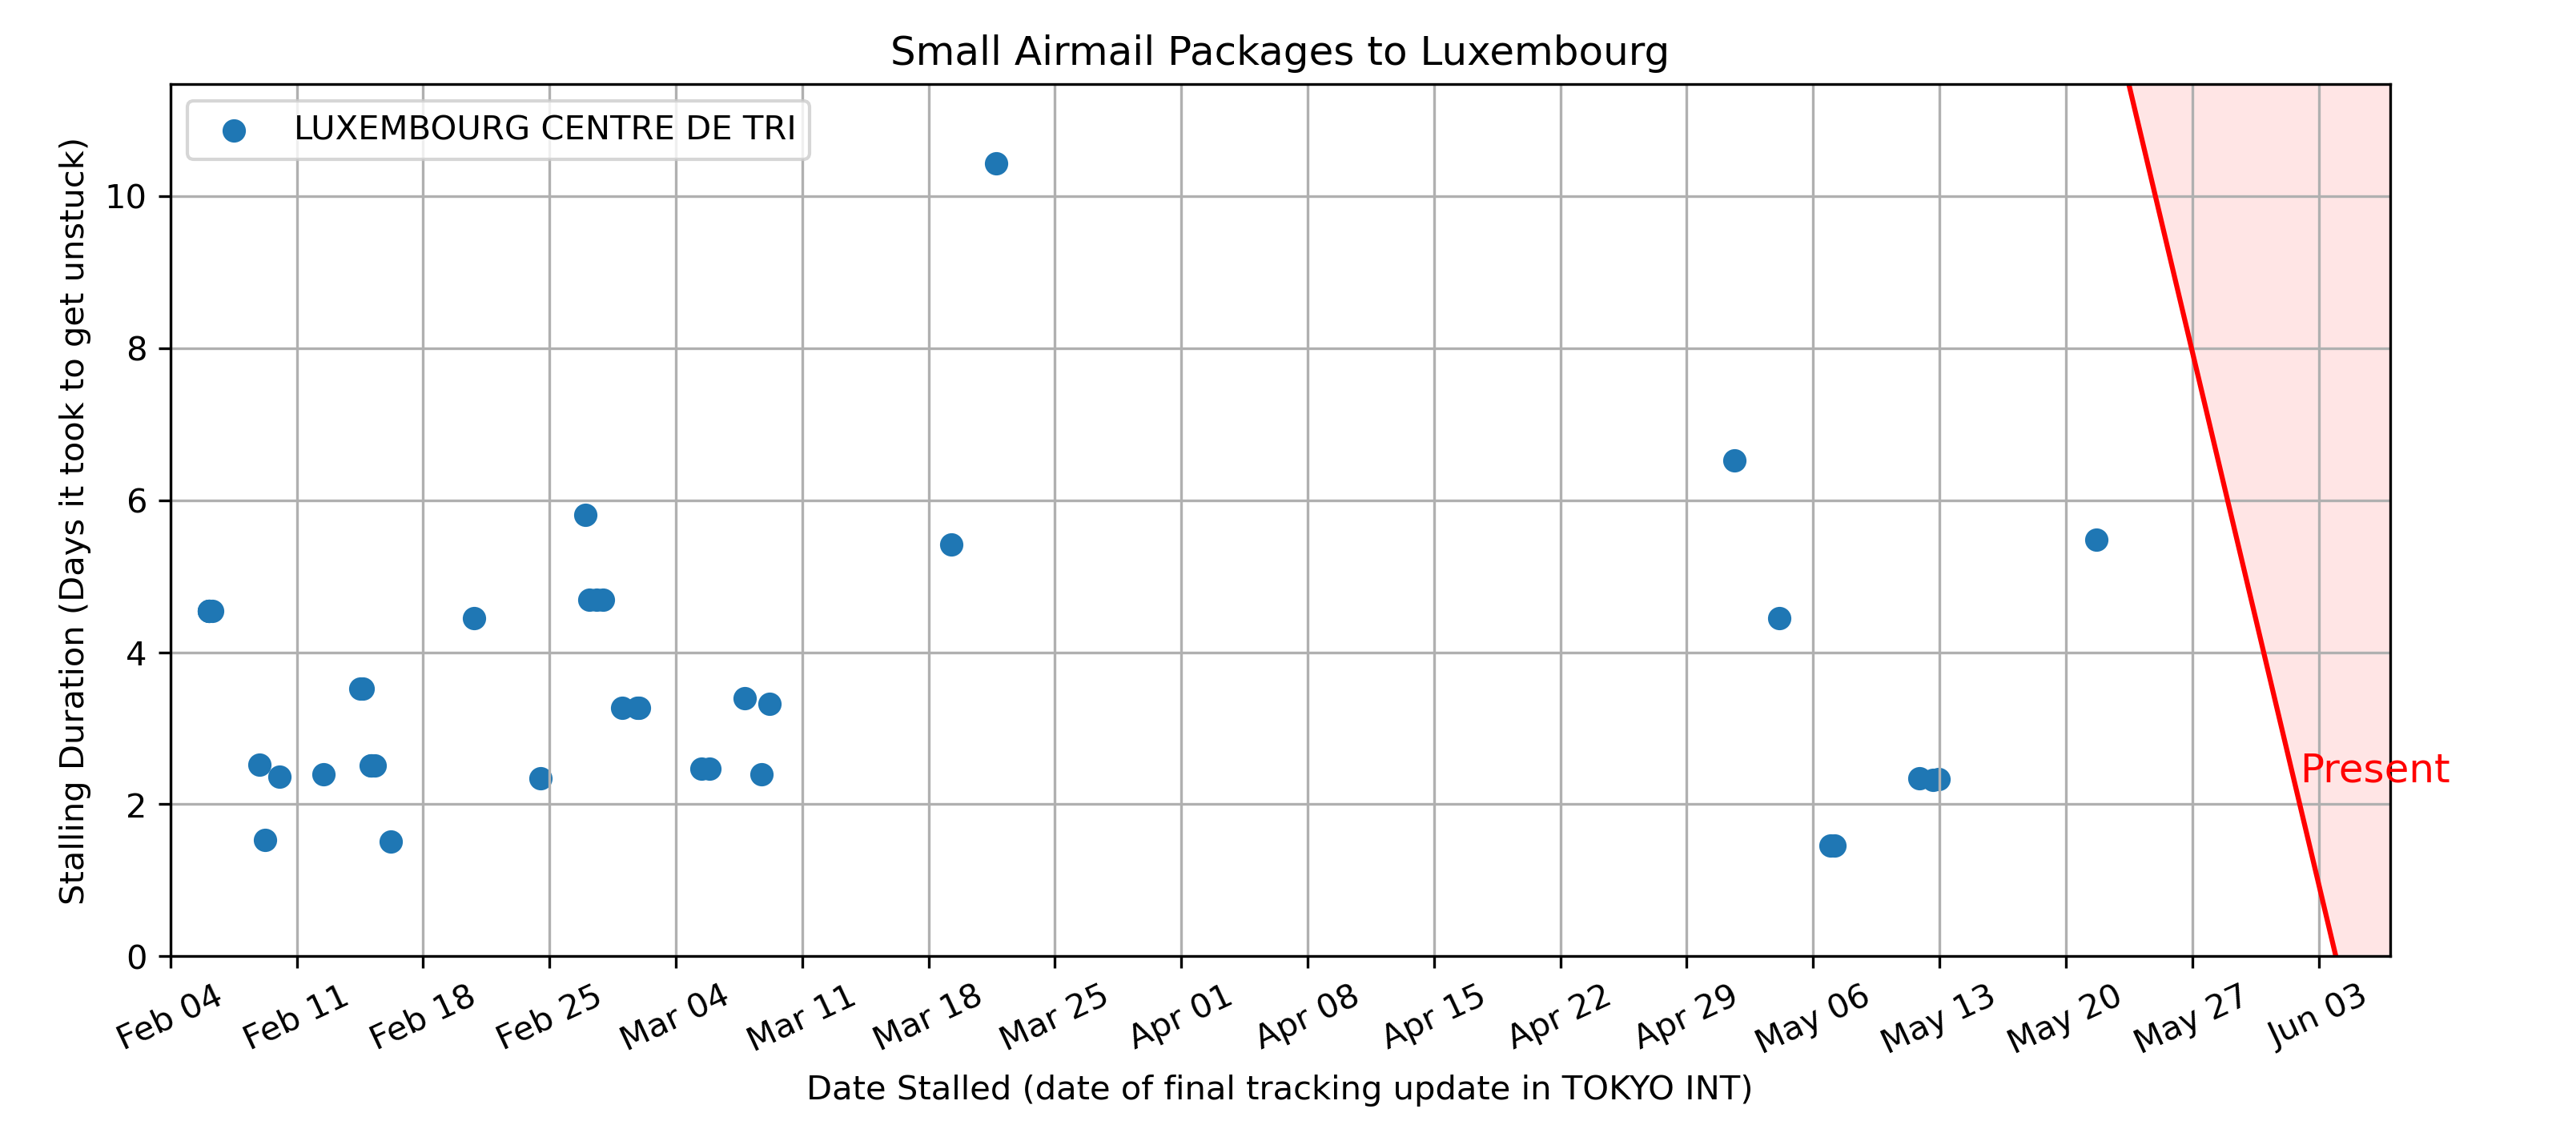 Small Airmail Packages to Luxembourg
LUXEMBOURG CENTRE DE TRI
Stalling Duration (Days it took to get unstuck)
10
8
6
4
2
0
Present
Feb 04
Feb 11
Feb 18
Feb 25
Mar 04
Mar 11
Mar 18
Mar 25
Apr 01
Apr 08
Apr 15
Apr 22
Apr 29
May 06
May 13
May 20
May 27
Jun 03
Date Stalled (date of final tracking update in TOKYO INT)